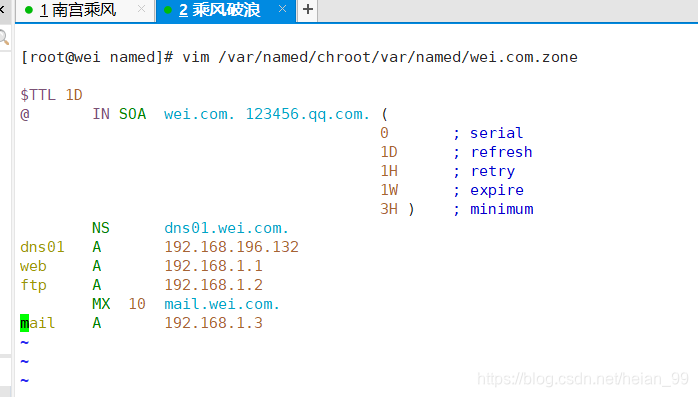 1 南宫乘风 × 2 乘风破浪 × +
[root@wei named]# vim /var/named/chroot/var/named/wei.com.zone
$TTL 1D
@ IN SOA wei.com. 123456.qq.com. (
0 ; serial
1D ; refresh
1H ; retry
1W ; expire
3H ) ; minimum
NS dns01.wei.com.
dns01 A 192.168.196.132
web A 192.168.1.1
ftp A 192.168.1.2
MX 10 mail.wei.com.
mail A 192.168.1.3
~
~
~
https://blog.csdn.net/heian_99